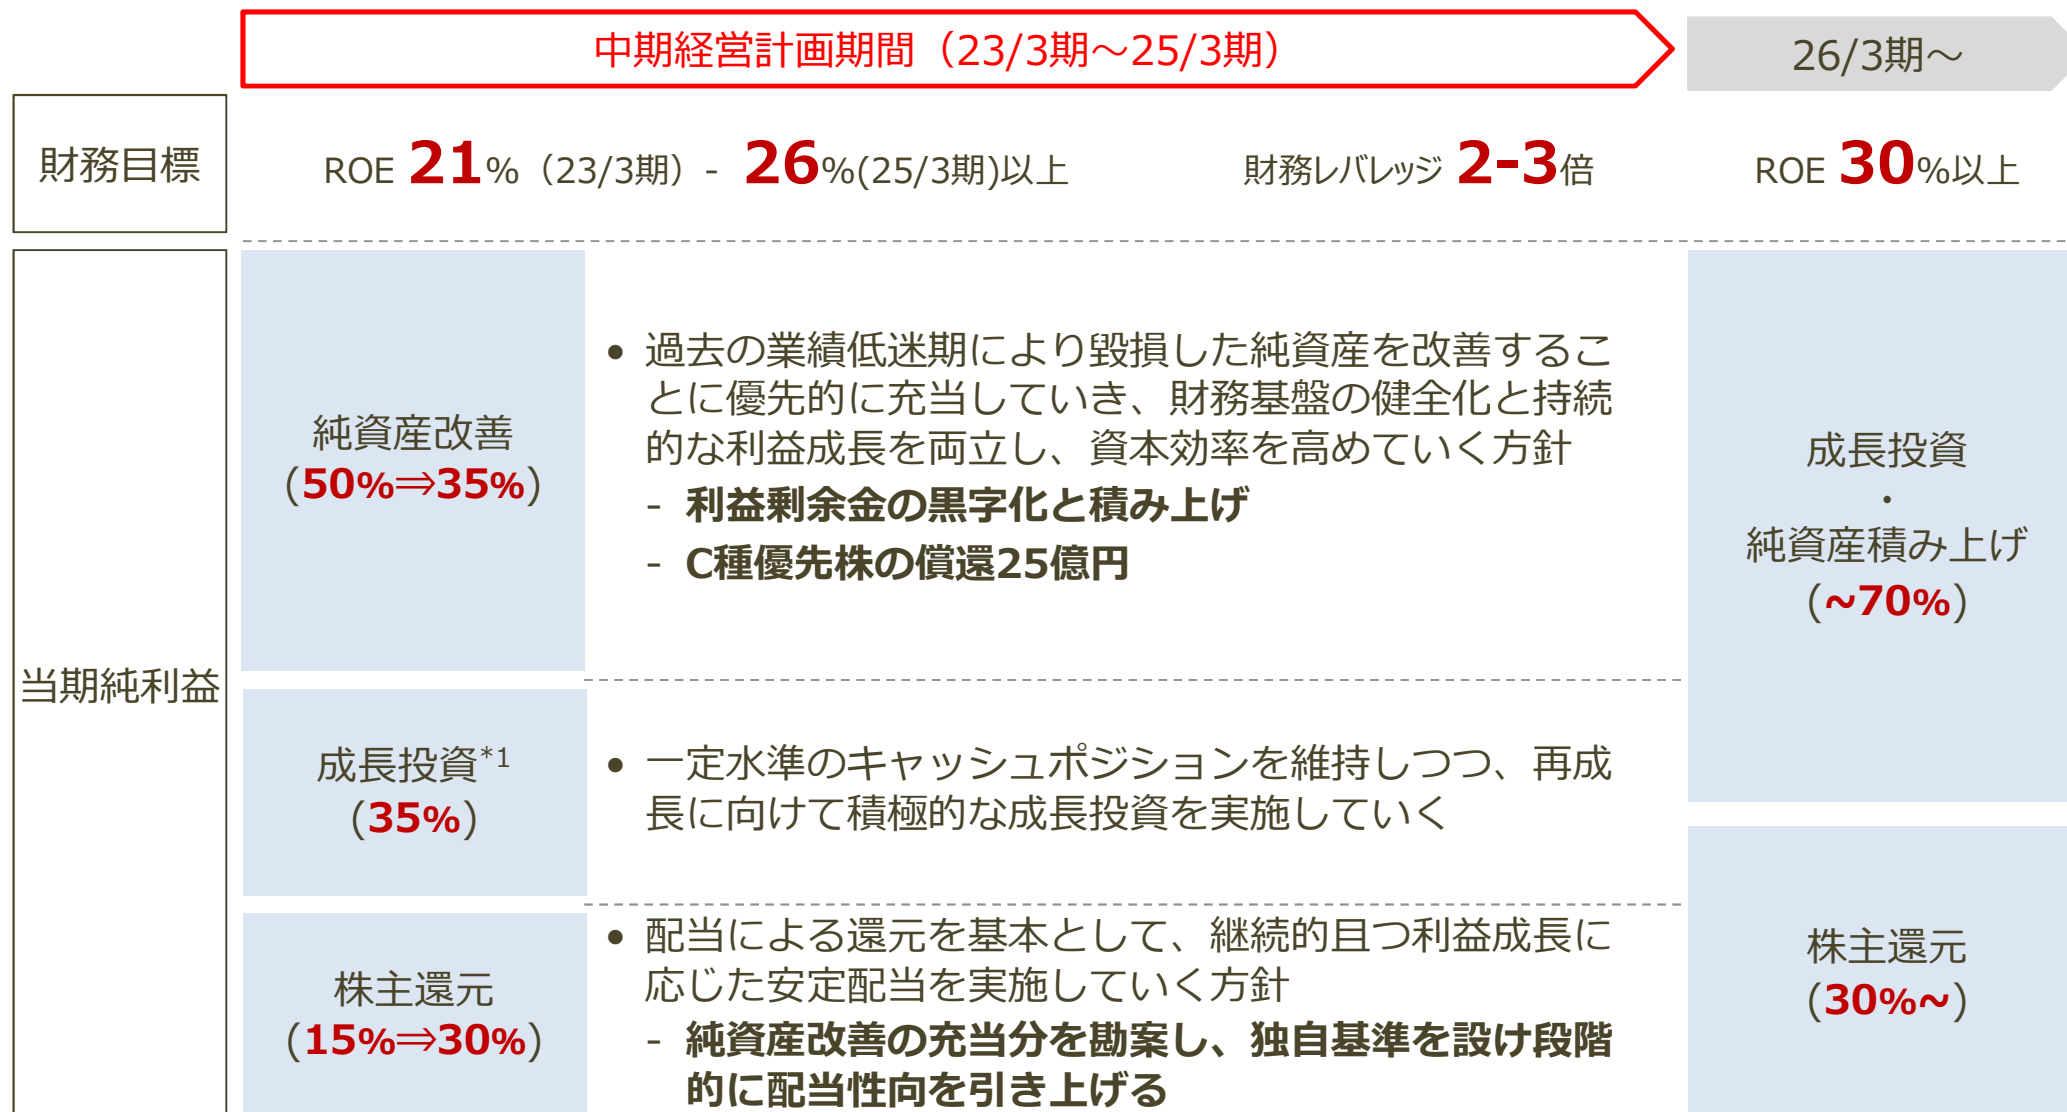 中期経営計画期間（23/3期～25/3期）
26/3期～
財務目標
ROE 21%（23/3期）- 26%(25/3期)以上
財務レバレッジ 2-3倍
ROE 30%以上
当期純利益
純資産改善
(50%⇒35%)
• 過去の業績低迷期により毀損した純資産を改善するこ
とに優先的に充当していき、財務基盤の健全化と持続
的な利益成長を両立し、資本効率を高めていく方針
- 利益剰余金の黒字化と積み上げ
- C種優先株の償還25億円
成長投資
・
純資産積み上げ
(~70%)
成長投資*1
(35%)
• 一定水準のキャッシュポジションを維持しつつ、再成
長に向けて積極的な成長投資を実施していく
株主還元
(15%⇒30%)
• 配当による還元を基本として、継続的且つ利益成長に
応じた安定配当を実施していく方針
- 純資産改善の充当分を勘案し、独自基準を設け段階
的に配当性向を引き上げる
株主還元
(30%~)